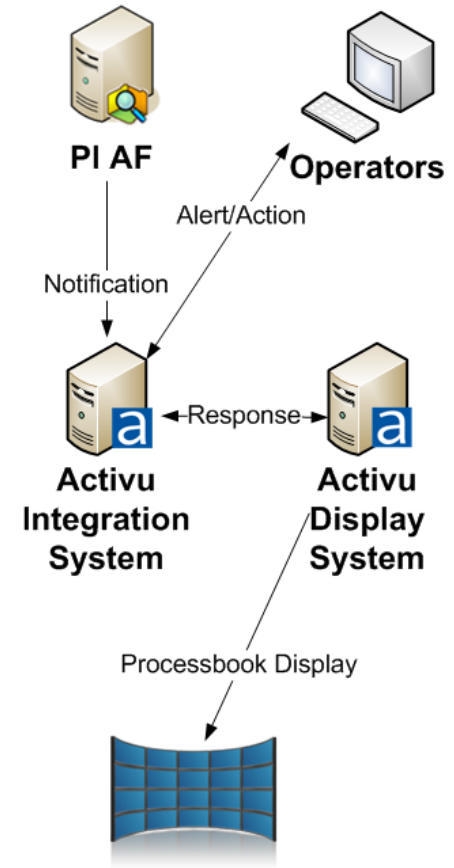 PI AF
Operators
Alert/Action
Notification
a
Response
a
Activu
Integration
System
Activu
Display
System
Processbook Display